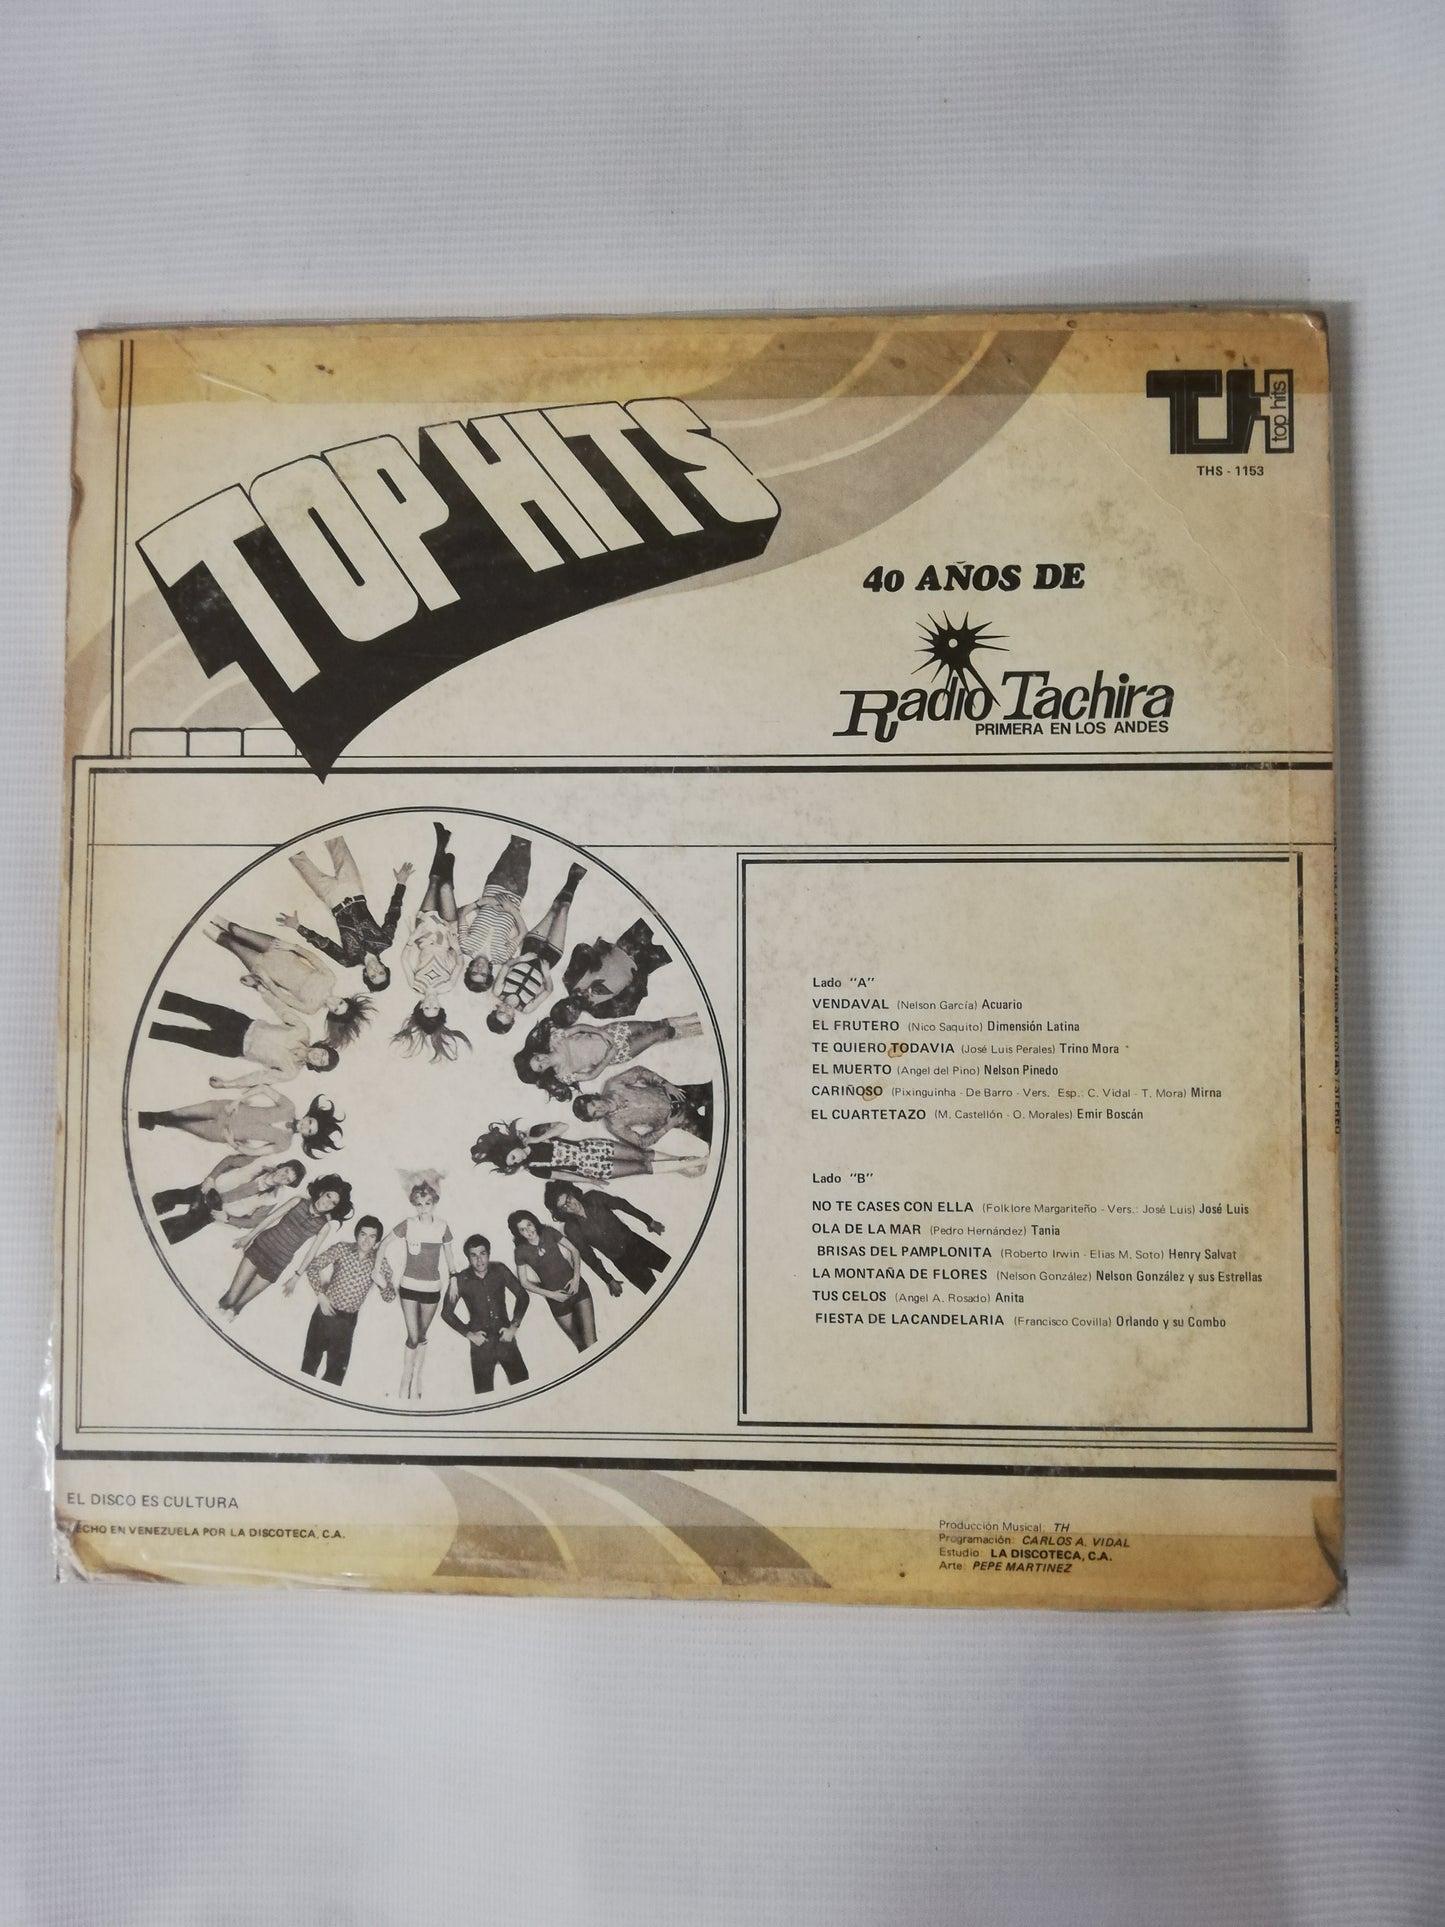 TOP HITS
TH
top hits
THS - 1153
40 AÑOS DE
Radio Tachira
PRIMERA EN LOS ANDES
Lado "A"
VENDAVAL (Nelson García) Acuario
EL FRUTERO (Nico Saquito) Dimensión Latina
TE QUIERO TODAVIA (José Luis Perales) Trino Mora
EL MUERTO (Angel del Pino) Nelson Pinedo
CARIÑOSO (Pixinguinha - De Barro - Vers. Esp.: C. Vidal - T. Mora) Mirna
EL CUARTETAZO (M. Castellón - O. Morales) Emir Boscán
Lado "B"
NO TE CASES CON ELLA (Folklore Margariteño - Vers.: José Luis) José Luis
OLA DE LA MAR (Pedro Hernández) Tania
BRISAS DEL PAMPLONITA (Roberto Irwin - Elias M. Soto) Henry Salvat
LA MONTAÑA DE FLORES (Nelson González) Nelson González y sus Estrellas
TUS CELOS (Angel A. Rosado) Anita
FIESTA DE LACANDELARIA (Francisco Covilla) Orlando y su Combo
EL DISCO ES CULTURA
ECHO EN VENEZUELA POR LA DISCOTECA, C.A.
Producción Musical: TH
Programación: CARLOS A. VIDAL
Estudio: LA DISCOTECA, C.A.
Arte: PEPE MARTINEZ